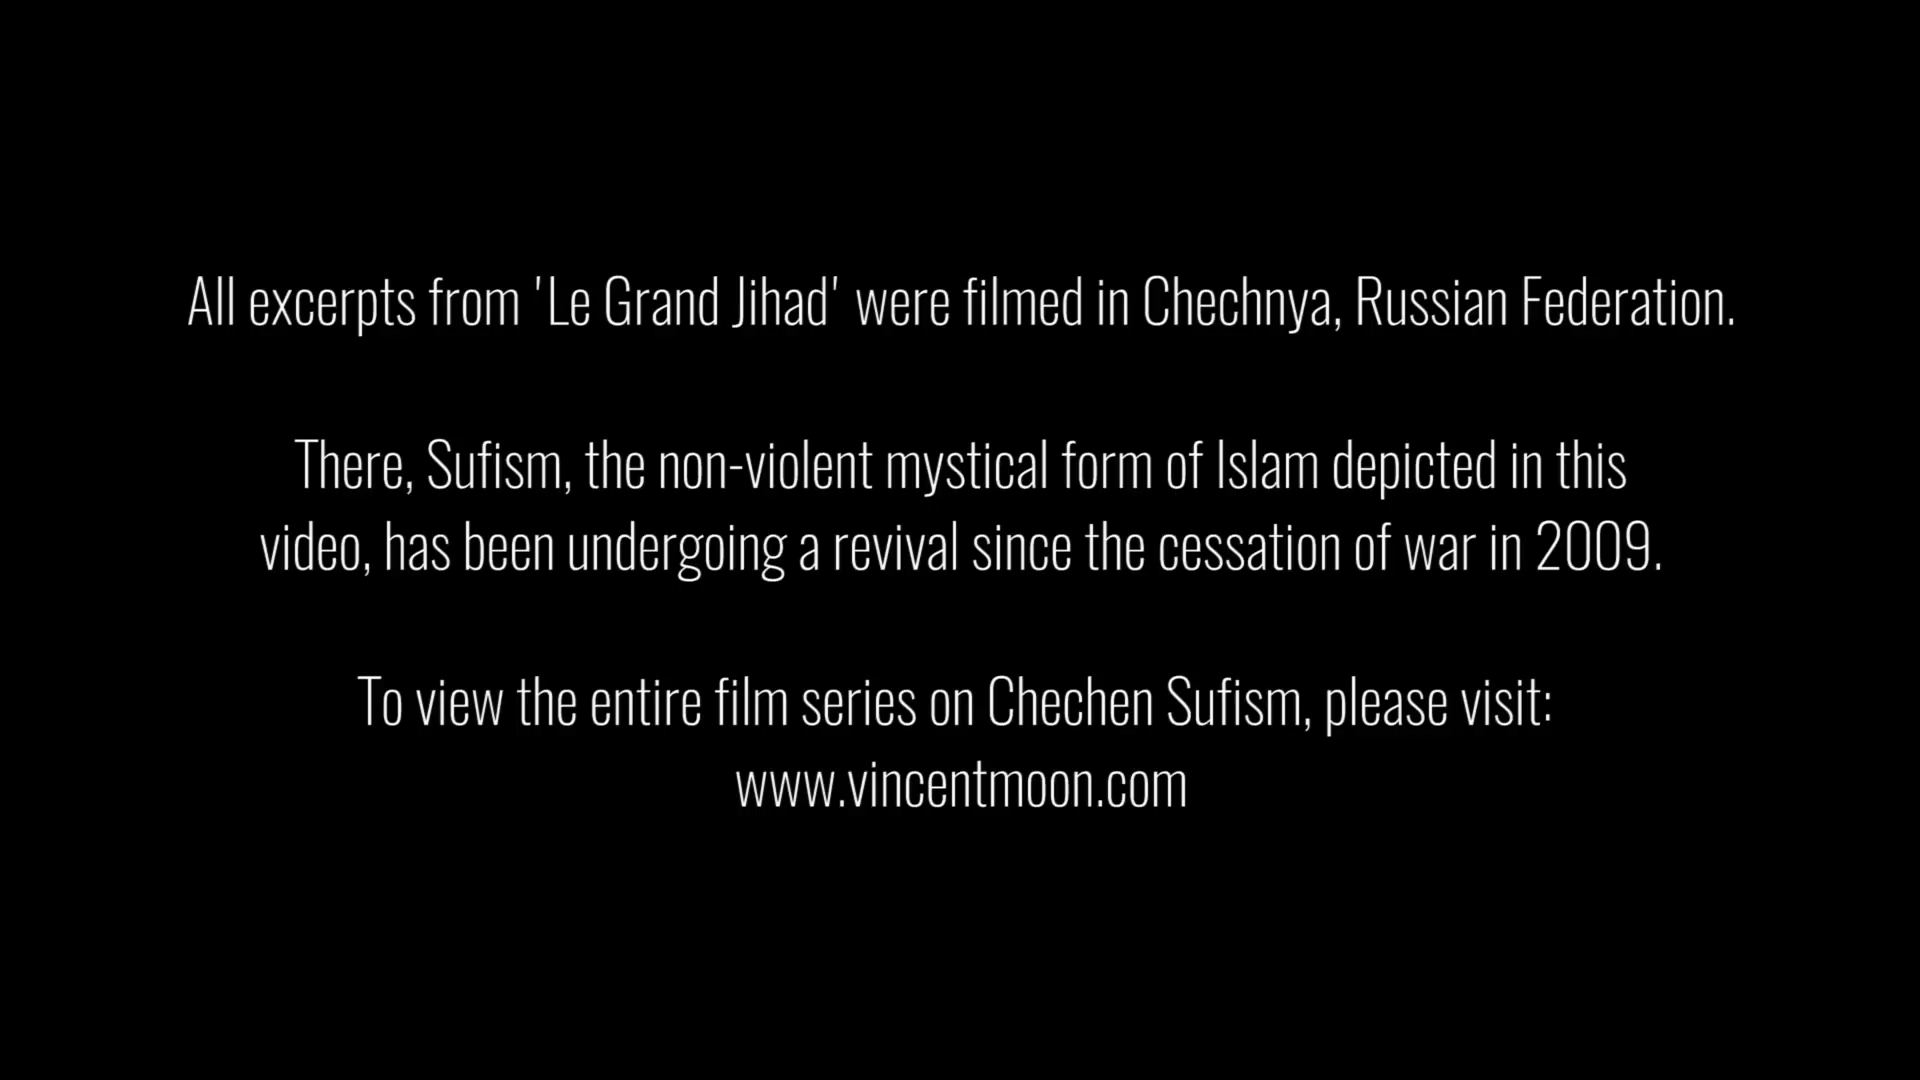 All excerpts from 'Le Grand Jihad' were filmed in Chechnya, Russian Federation.
There, Sufism, the non-violent mystical form of Islam depicted in this
video, has been undergoing a revival since the cessation of war in 2009.
To view the entire film series on Chechen Sufism, please visit:
www.vincentmoon.com